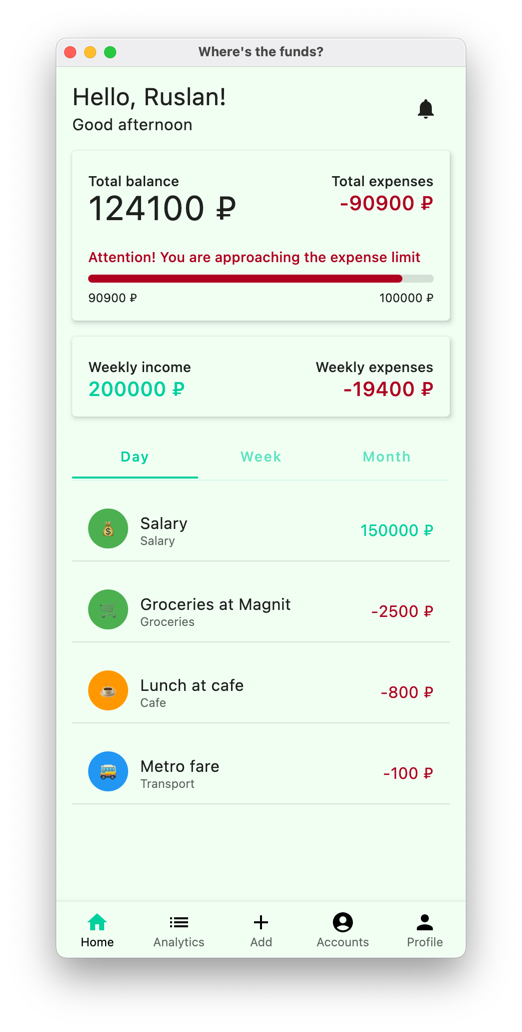 Where's the funds?
Hello, Ruslan!
Good afternoon
Total balance
Total expenses
124100 ₽
-90900 ₽
Attention! You are approaching the expense limit
90900 ₽
100000 ₽
Weekly income
Weekly expenses
200000 ₽
-19400 ₽
Day
Week
Month
Salary
Salary
150000 ₽
Groceries at Magnit
Groceries
-2500 ₽
Lunch at cafe
Cafe
-800 ₽
Metro fare
Transport
-100 ₽
Home
Analytics
Add
Accounts
Profile